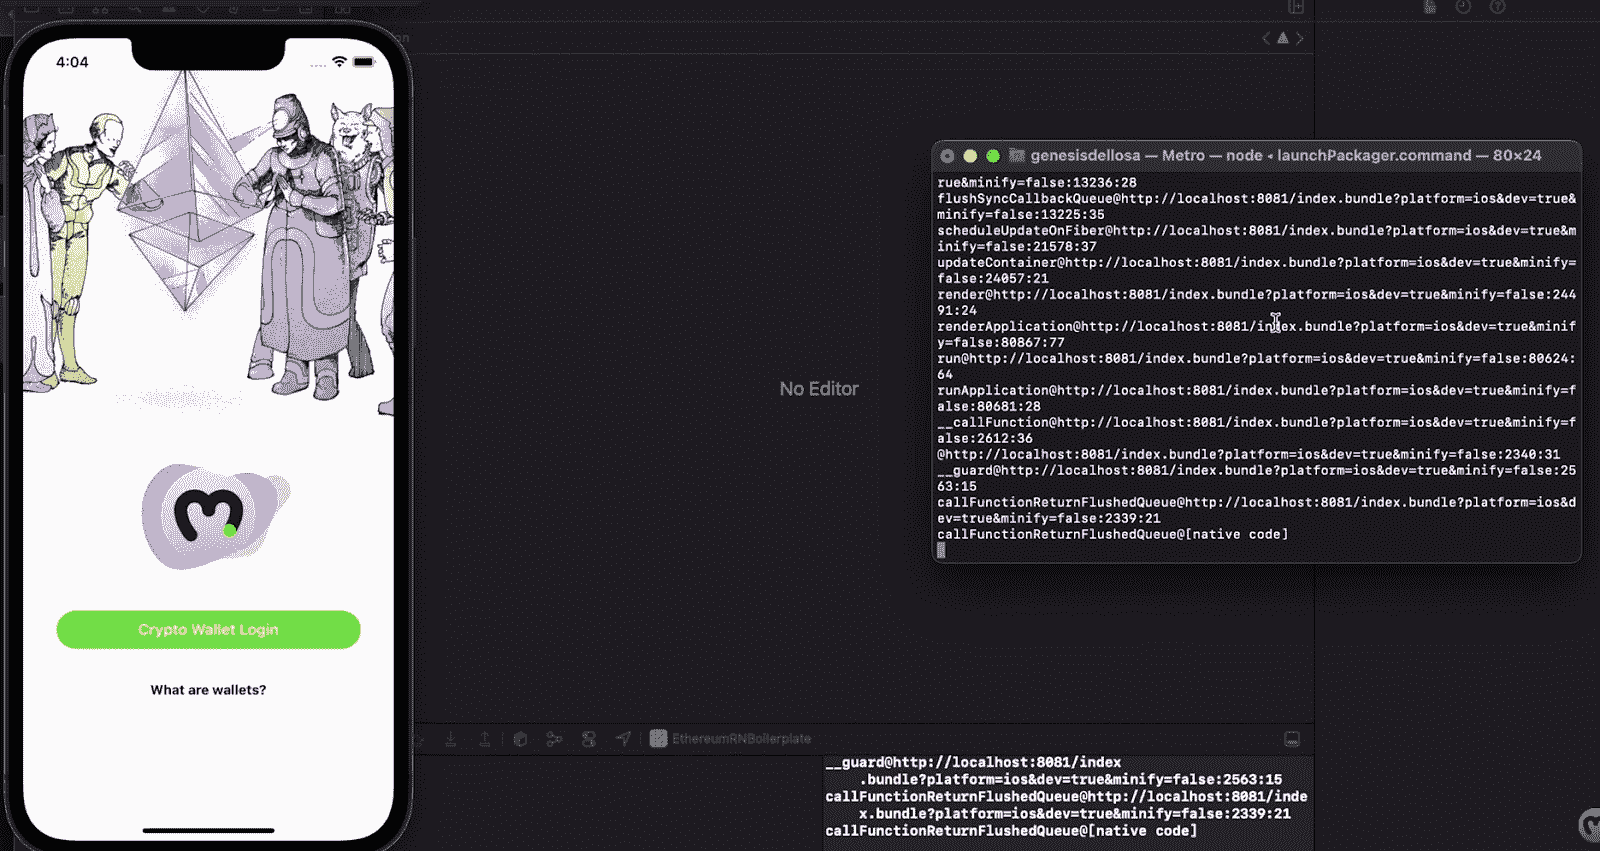 4:04
Crypto Wallet Login
What are wallets?
No Editor
genesisdellosa — Metro — node ◂ launchPackager.command — 80×24
rue&minify=false:13236:28
flushSyncCallbackQueue@http://localhost:8081/index.bundle?platform=ios&dev=true&
minify=false:13225:35
scheduleUpdateOnFiber@http://localhost:8081/index.bundle?platform=ios&dev=true&m
inify=false:21578:37
updateContainer@http://localhost:8081/index.bundle?platform=ios&dev=true&minify=
false:24057:21
render@http://localhost:8081/index.bundle?platform=ios&dev=true&minify=false:244
91:24
renderApplication@http://localhost:8081/index.bundle?platform=ios&dev=true&minif
y=false:80867:77
run@http://localhost:8081/index.bundle?platform=ios&dev=true&minify=false:80624:
64
runApplication@http://localhost:8081/index.bundle?platform=ios&dev=true&minify=f
alse:80681:28
__callFunction@http://localhost:8081/index.bundle?platform=ios&dev=true&minify=f
alse:2612:36
@http://localhost:8081/index.bundle?platform=ios&dev=true&minify=false:2340:31
__guard@http://localhost:8081/index.bundle?platform=ios&dev=true&minify=false:25
63:15
callFunctionReturnFlushedQueue@http://localhost:8081/index.bundle?platform=ios&d
ev=true&minify=false:2339:21
callFunctionReturnFlushedQueue@[native code]
EthereumRNBoilerplate
__guard@http://localhost:8081/index
.bundle?platform=ios&dev=true&minify=false:2563:15
callFunctionReturnFlushedQueue@http://localhost:8081/inde
x.bundle?platform=ios&dev=true&minify=false:2339:21
callFunctionReturnFlushedQueue@[native code]